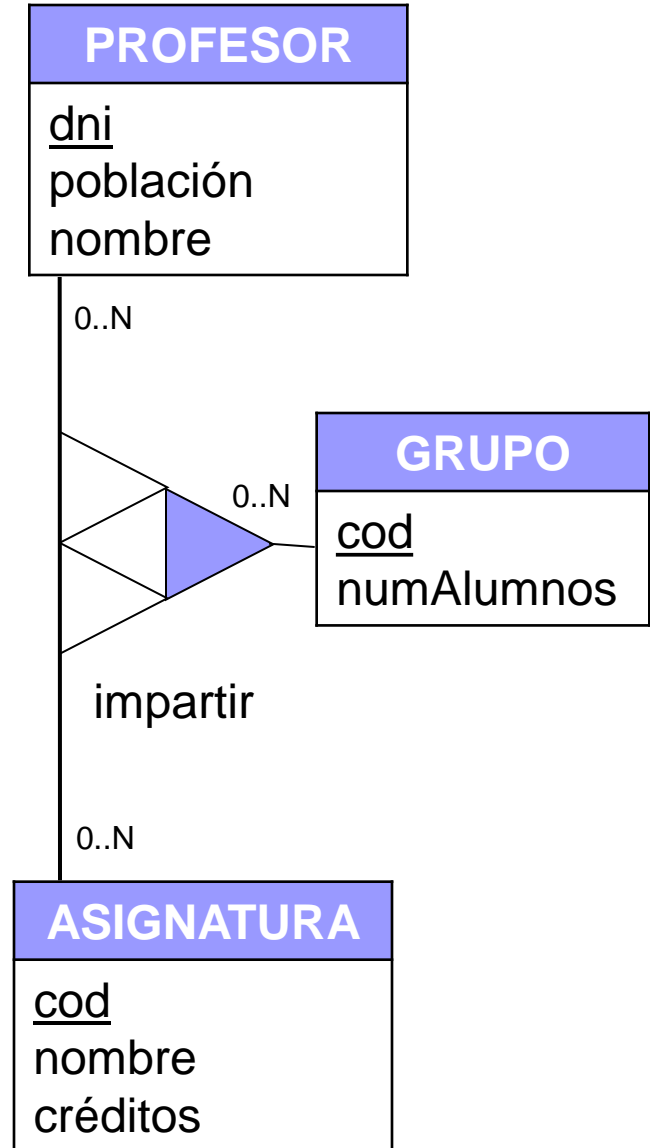 PROFESOR
dni
población
nombre
0..N
0..N
GRUPO
cod
numAlumnos
impartir
0..N
ASIGNATURA
cod
nombre
créditos